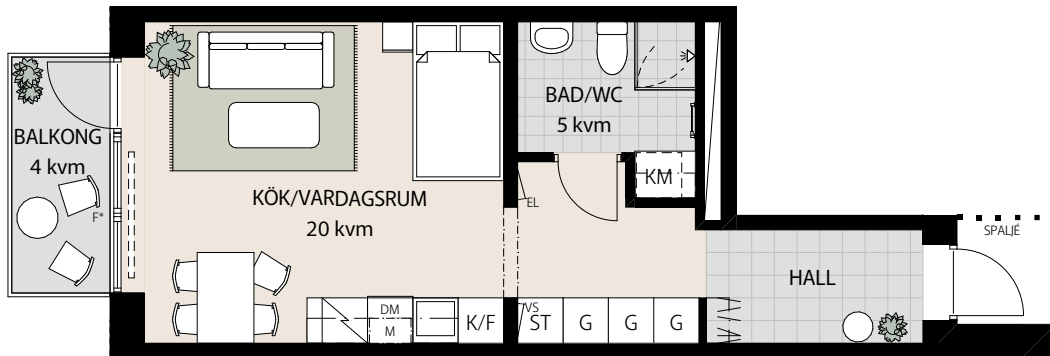 BALKONG
4 kvm
F*
KÖK/VARDAGSRUM
20 kvm
BAD/WC
5 kvm
KM
EL
SPALJÉ
HALL
DM
M
K/F
VS
ST
G
G
G